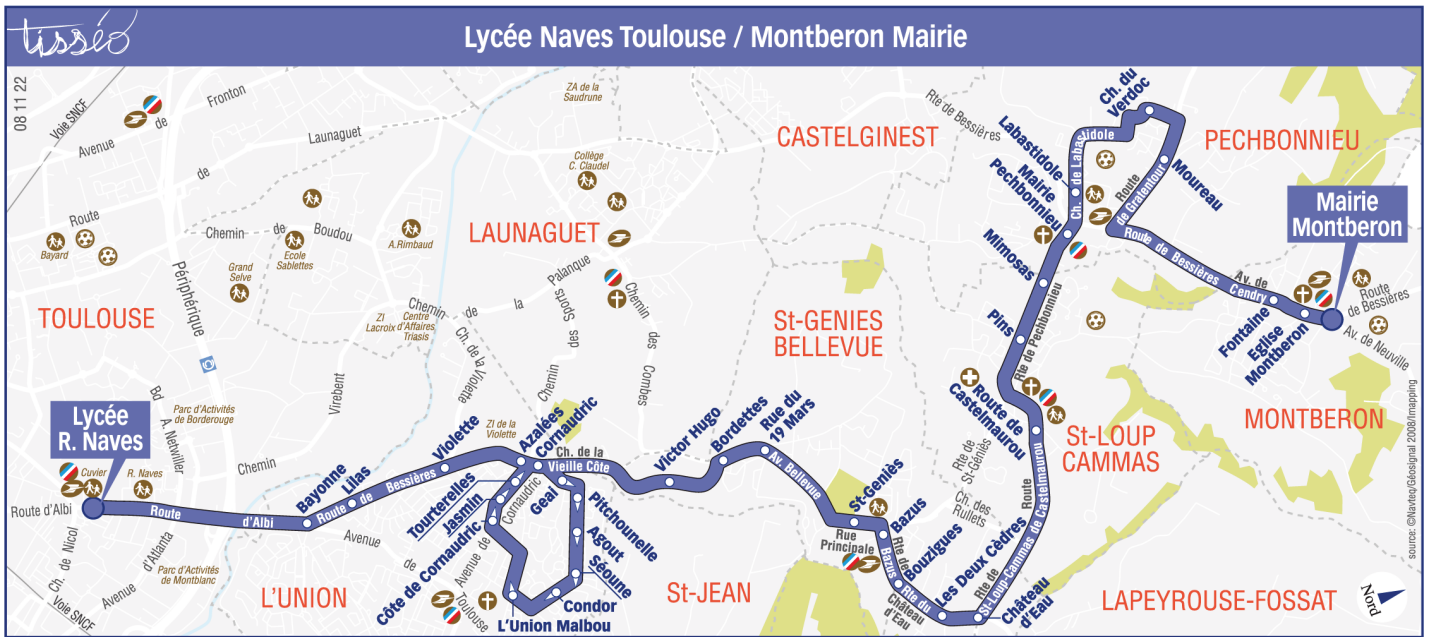 tisséo
Lycée Naves Toulouse / Montberon Mairie
08 11 22
Voie SNCF
Avenue de Fronton
Route de Launaguet
ZA de la
Saudrune
Collège
C. Claudel
CASTELGINEST
Rte de Bessières
Ch. du
Verdoc
PECHBONNIEU
Labastidole
Ch. de Labastidole
Mairie
Pechbonnieu
Moureau
Route
de Gratentour
Mairie
Montberon
Bayard
Chemin de Boudou
Ecole
Sablettes
A.Rimbaud
LAUNAGUET
Grand
Selve
Périphérique
TOULOUSE
Chemin de la Palanque
ZI
Lacroix
Centre
d'Affaires
Triasis
Chemin des Sports
Chemin des Combes
Ch. de la Violette
St-GENIES
BELLEVUE
Mimosas
Pins
Rte de Pechbonnieu
Route de Bessières
Av. de
Cendry
Fontaine
Eglise
Montberon
Route
de Bessières
Av. de Neuville
MONTBERON
Route de
Castelmaurou
St-LOUP
CAMMAS
Bd A. Netwiller
Parc d'Activités
de Borderouge
Chemin Virebent
Lycée
R. Naves
Cuvier
R. Naves
Route d'Albi
Route d'Albi
Ch. de Nicol
Avenue d'Atlanta
Parc d'Activités
de Montblanc
Voie SNCF
Bayonne
Lilas
Route de Bessières
Violette
ZI de la
Violette
Azalées
Cornaudric
Ch. de la
Vieille Côte
Tourterelles
Jasmin
Côte de Cornaudric
Avenue de Cornaudric
Geai
Pitchounelle
Agout
Séoune
Condor
L'Union Malbou
Avenue de Toulouse
L'UNION
St-JEAN
Victor Hugo
Bordettes
Rue du
19 Mars
Av. Bellevue
St-Geniès
Rue
Principale
Bazus
Rte de
Bazus
Bouzigues
Rte du
Château
d'Eau
Les Deux Cèdres
Rte de
St-Géniès
Ch. des
Rullets
Château
d'Eau
Rte de
St-Loup-Cammas
Route
de Castelmaurou
LAPEYROUSE-FOSSAT
Nord
source: ©Navteq/Géosignal 2008/Itmapping